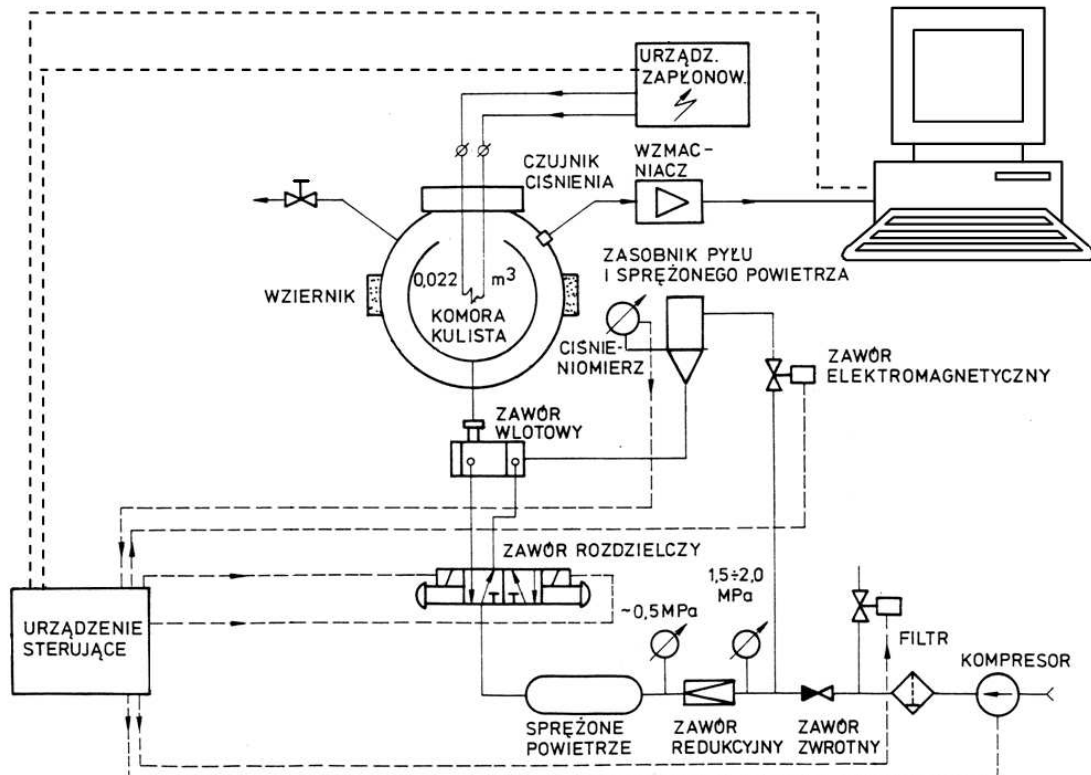 URZĄDZ.
ZAPŁONOW.
CZUJNIK
CIŚNIENIA
WZMAC-
NIACZ
ZASOBNIK PYŁU
I SPRĘŻONEGO POWIETRZA
WZIERNIK
0,022 m³
KOMORA
KULISTA
CIŚNIE-
NIOMIERZ
ZAWÓR
ELEKTROMAGNETYCZNY
ZAWÓR
WLOTOWY
ZAWÓR ROZDZIELCZY
1,5÷2,0
MPa
~0,5MPa
URZĄDZENIE
STERUJĄCE
FILTR
KOMPRESOR
SPRĘŻONE
POWIETRZE
ZAWÓR
REDUKCYJNY
ZAWÓR
ZWROTNY